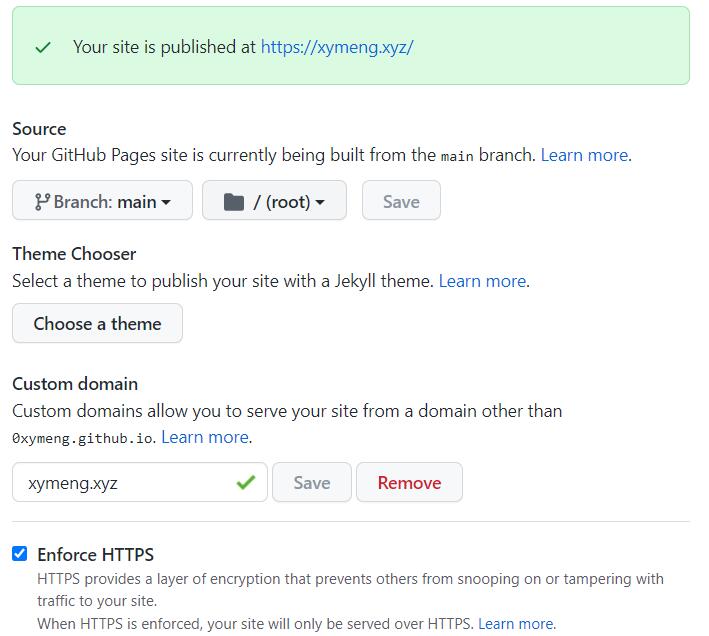 Your site is published at https://xymeng.xyz/
Source
Your GitHub Pages site is currently being built from the main branch. Learn more.
Branch: main / (root) Save
Theme Chooser
Select a theme to publish your site with a Jekyll theme. Learn more.
Choose a theme
Custom domain
Custom domains allow you to serve your site from a domain other than
0xymeng.github.io. Learn more.
xymeng.xyz Save Remove
Enforce HTTPS
HTTPS provides a layer of encryption that prevents others from snooping on or tampering with
traffic to your site.
When HTTPS is enforced, your site will only be served over HTTPS. Learn more.